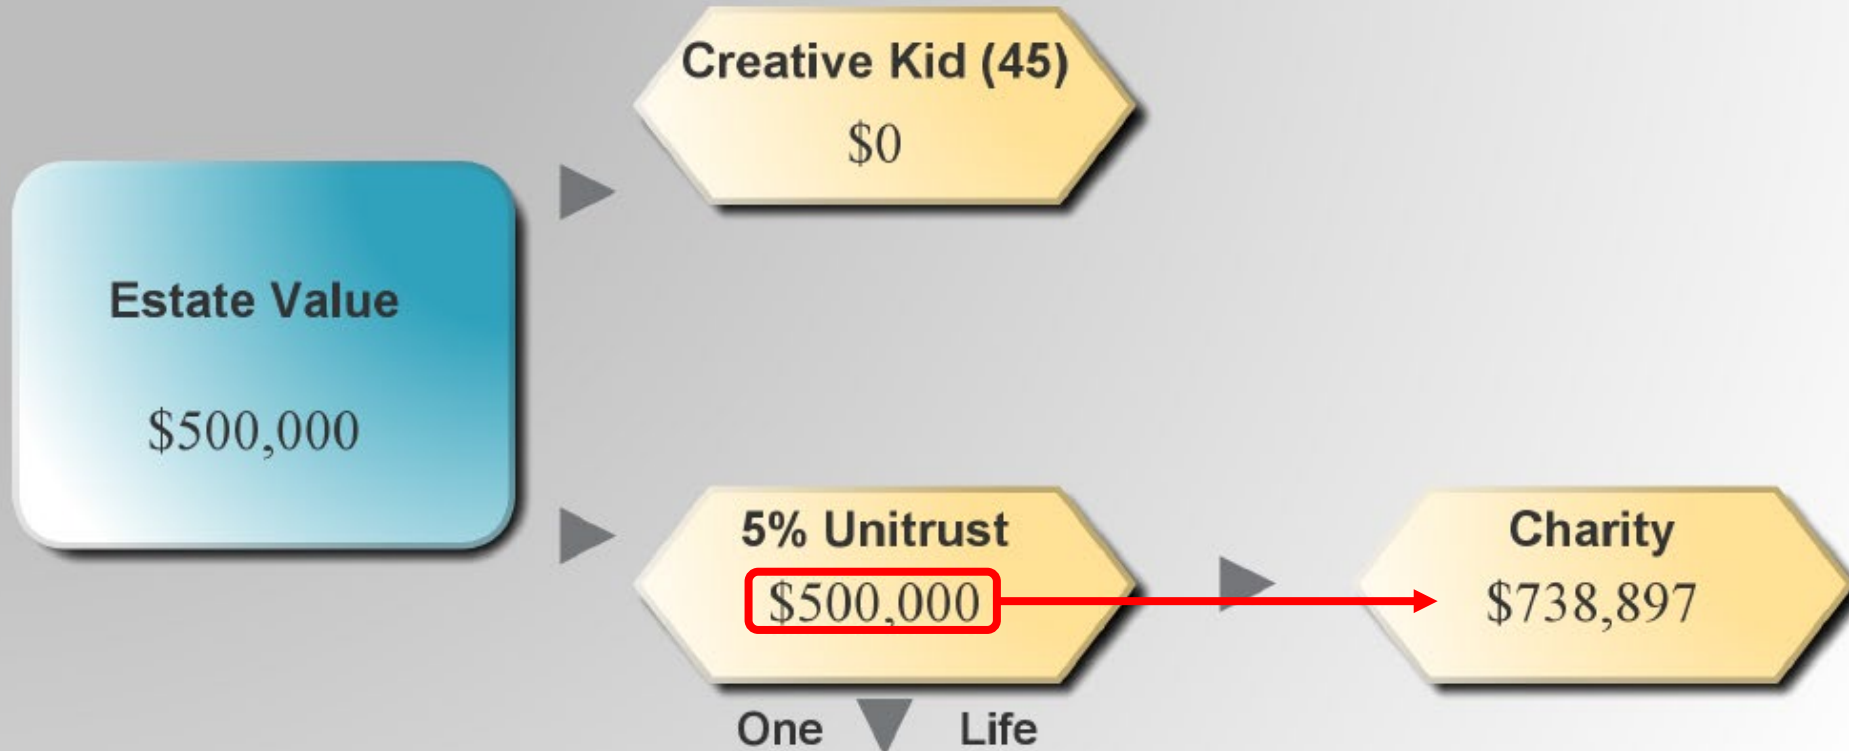 Creative Kid (45)
$0
Estate Value
$500,000
5% Unitrust
$500,000
Charity
$738,897
One Life